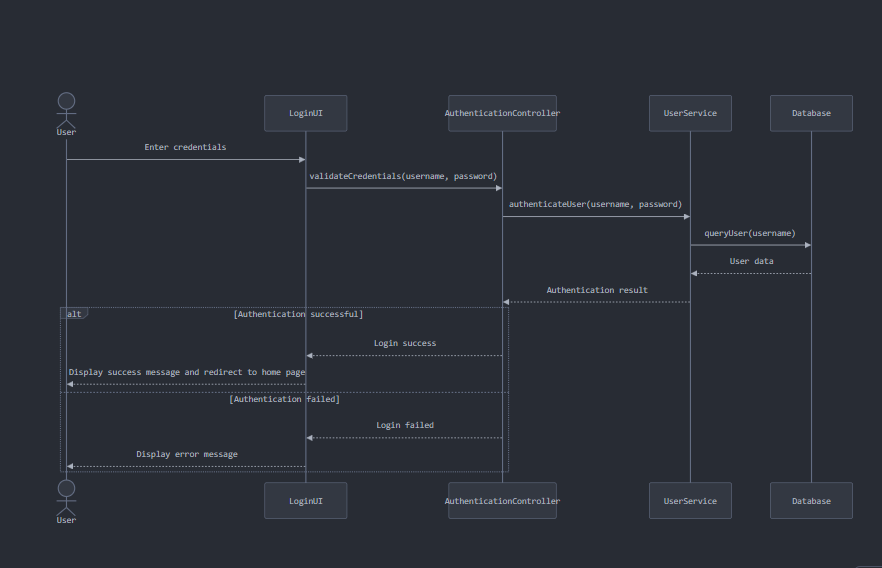 User
LoginUI
AuthenticationController
UserService
Database
Enter credentials
validateCredentials(username, password)
authenticateUser(username, password)
queryUser(username)
User data
Authentication result
alt
[Authentication successful]
Login success
Display success message and redirect to home page
[Authentication failed]
Login failed
Display error message
User
LoginUI
AuthenticationController
UserService
Database